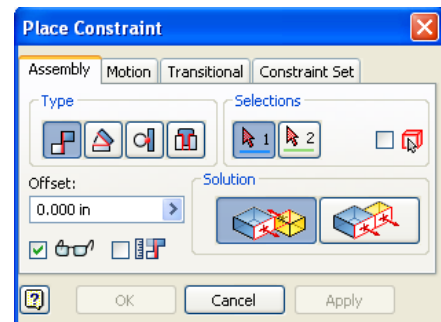 Place Constraint
Assembly Motion Transitional Constraint Set
Type Selections
1 2
Offset: Solution
0.000 in
? OK Cancel Apply